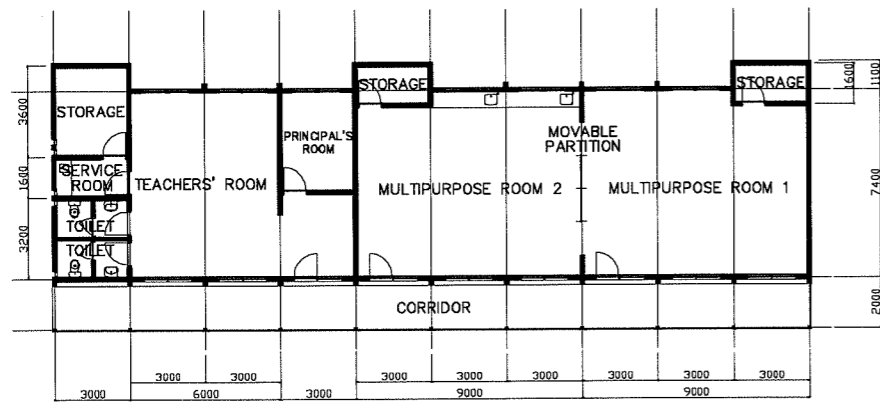 STORAGE
STORAGE
STORAGE
PRINCIPAL'S
ROOM
MOVABLE
PARTITION
SERVICE
ROOM
TEACHERS' ROOM
MULTIPURPOSE ROOM 2
MULTIPURPOSE ROOM 1
TOILET
TOILET
CORRIDOR
3600
1600
3200
1600
1100
7400
2000
3000
3000
3000
3000
3000
3000
3000
3000
3000
6000
3000
9000
9000